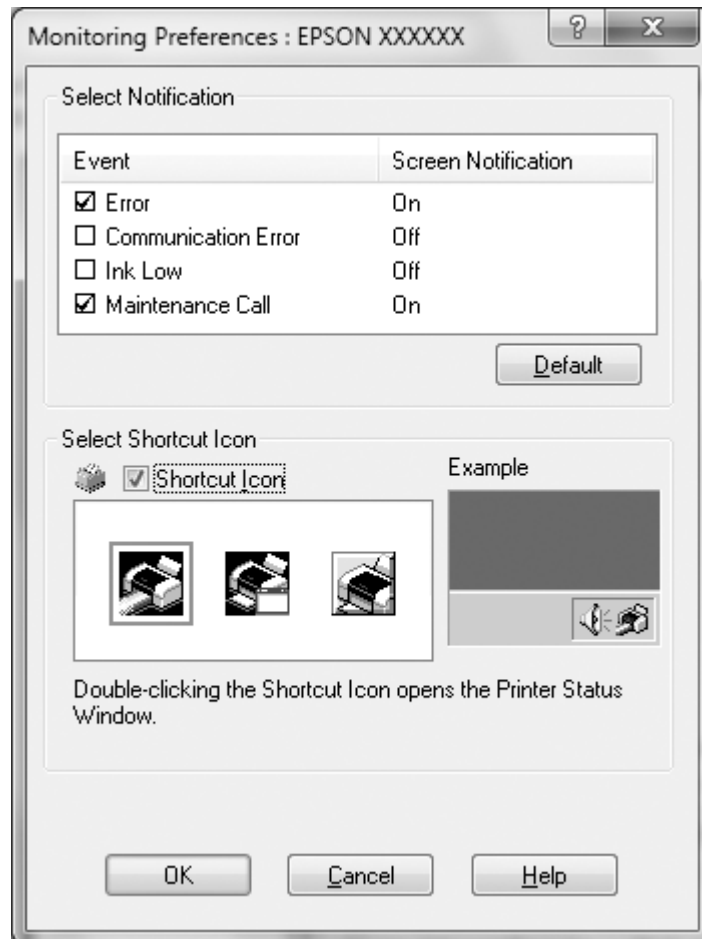 Monitoring Preferences : EPSON XXXXXX
Select Notification
Event Screen Notification
Error On
Communication Error Off
Ink Low Off
Maintenance Call On
Default
Select Shortcut Icon
Shortcut Icon
Example
Double-clicking the Shortcut Icon opens the Printer Status
Window.
OK Cancel Help